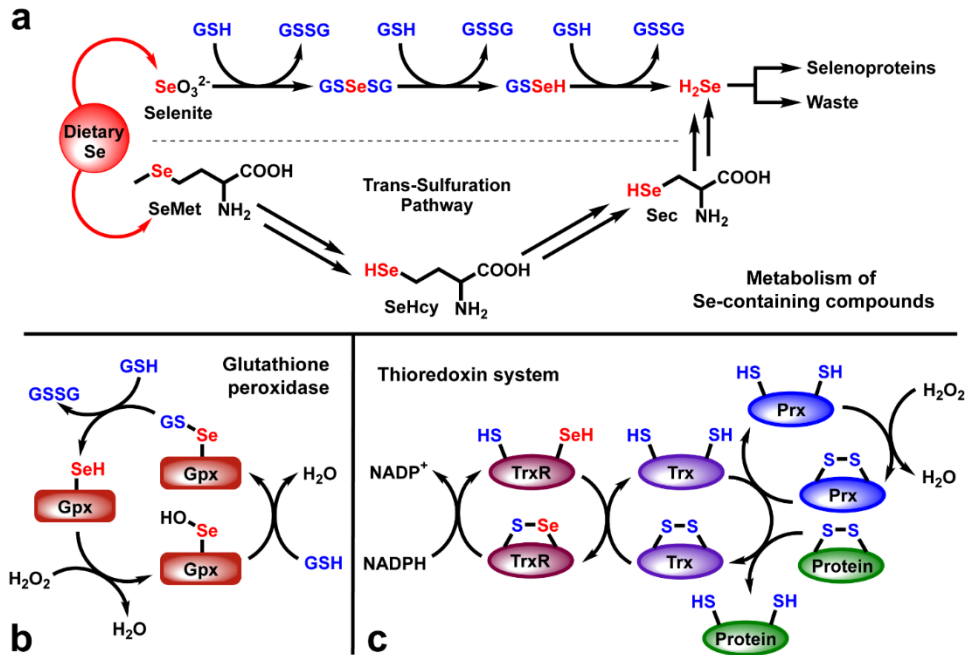 a
GSH GSSG GSH GSSG GSH GSSG
SeO₃²⁻ GSSeSG GSSeH H₂Se
Selenite
Selenoproteins
Waste
Dietary
Se
Se COOH
NH₂
SeMet
Trans-Sulfuration
Pathway
HSe COOH
NH₂
Sec
HSe COOH
NH₂
SeHcy
Metabolism of
Se-containing compounds
b
Glutathione
peroxidase
GSH
GSSG
GS
Se
Gpx
SeH
Gpx
H₂O
HO
Se
Gpx
H₂O₂
GSH
H₂O
c
Thioredoxin system
HS SH
Prx
H₂O₂
HS SeH
TrxR
HS SH
Trx
NADP⁺
S–S
Prx
H₂O
S–Se
TrxR
S–S
Trx
NADPH
S–S
Protein
HS SH
Protein